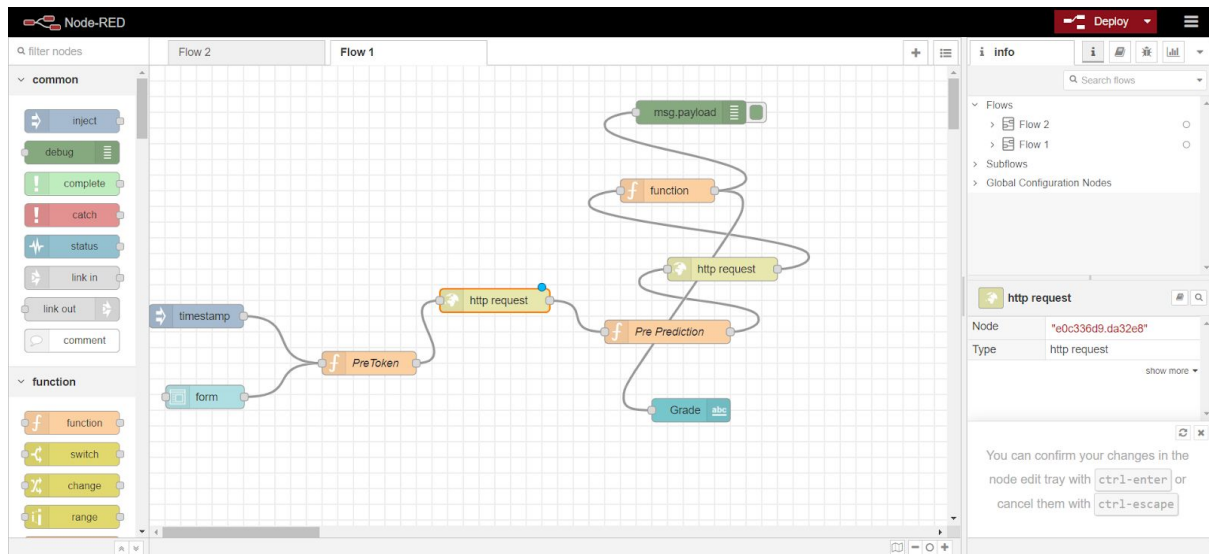 Node-RED
Deploy
filter nodes
Flow 2
Flow 1
i info
i
Search flows
common
inject
debug
complete
catch
status
link in
link out
comment
function
function
switch
change
range
msg.payload
function
http request
http request
timestamp
Pre Prediction
PreToken
form
Grade abc
Flows
Flow 2
Flow 1
Subflows
Global Configuration Nodes
http request
Node "e0c336d9.da32e8"
Type http request
show more
You can confirm your changes in the
node edit tray with ctrl-enter or
cancel them with ctrl-escape